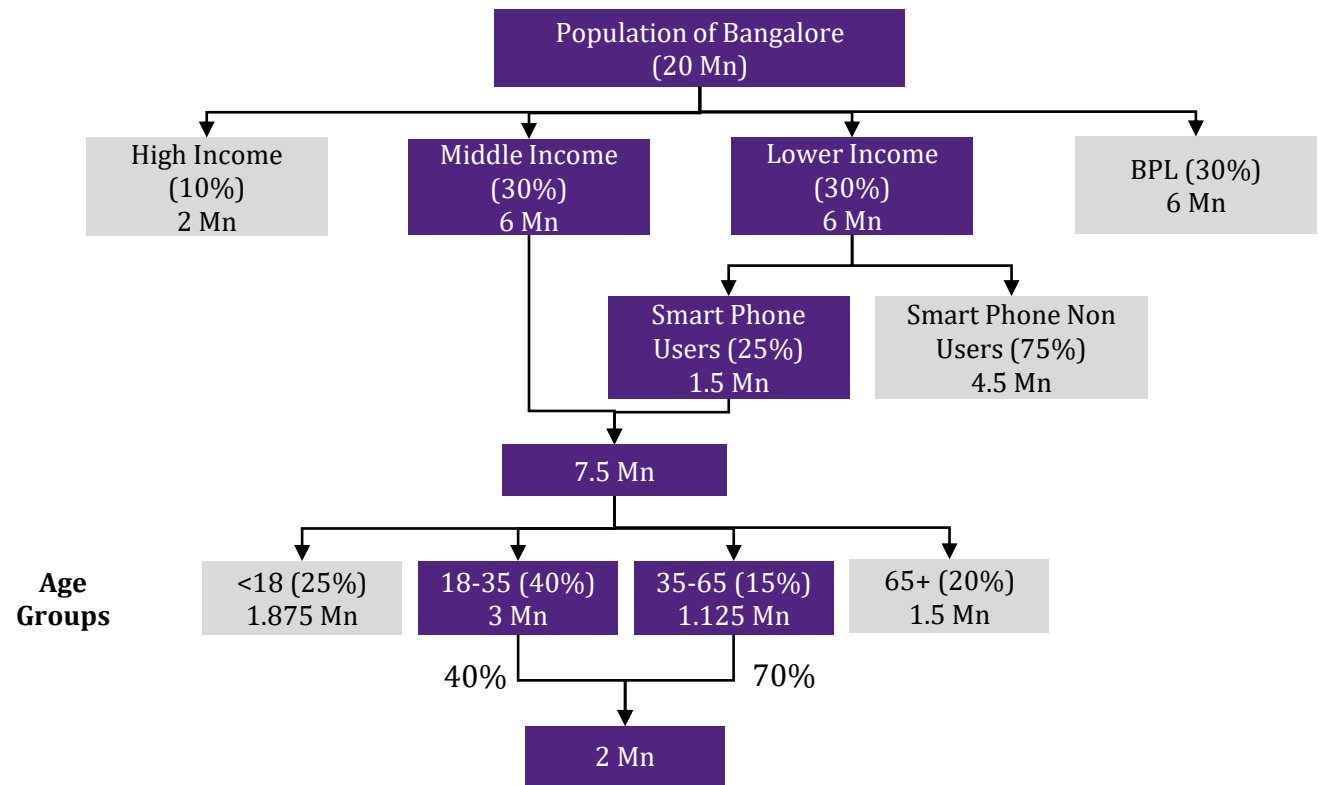 Population of Bangalore
(20 Mn)
High Income
(10%)
2 Mn
Middle Income
(30%)
6 Mn
Lower Income
(30%)
6 Mn
BPL (30%)
6 Mn
Smart Phone
Users (25%)
1.5 Mn
Smart Phone Non
Users (75%)
4.5 Mn
7.5 Mn
Age
Groups
<18 (25%)
1.875 Mn
18-35 (40%)
3 Mn
35-65 (15%)
1.125 Mn
65+ (20%)
1.5 Mn
40%
70%
2 Mn